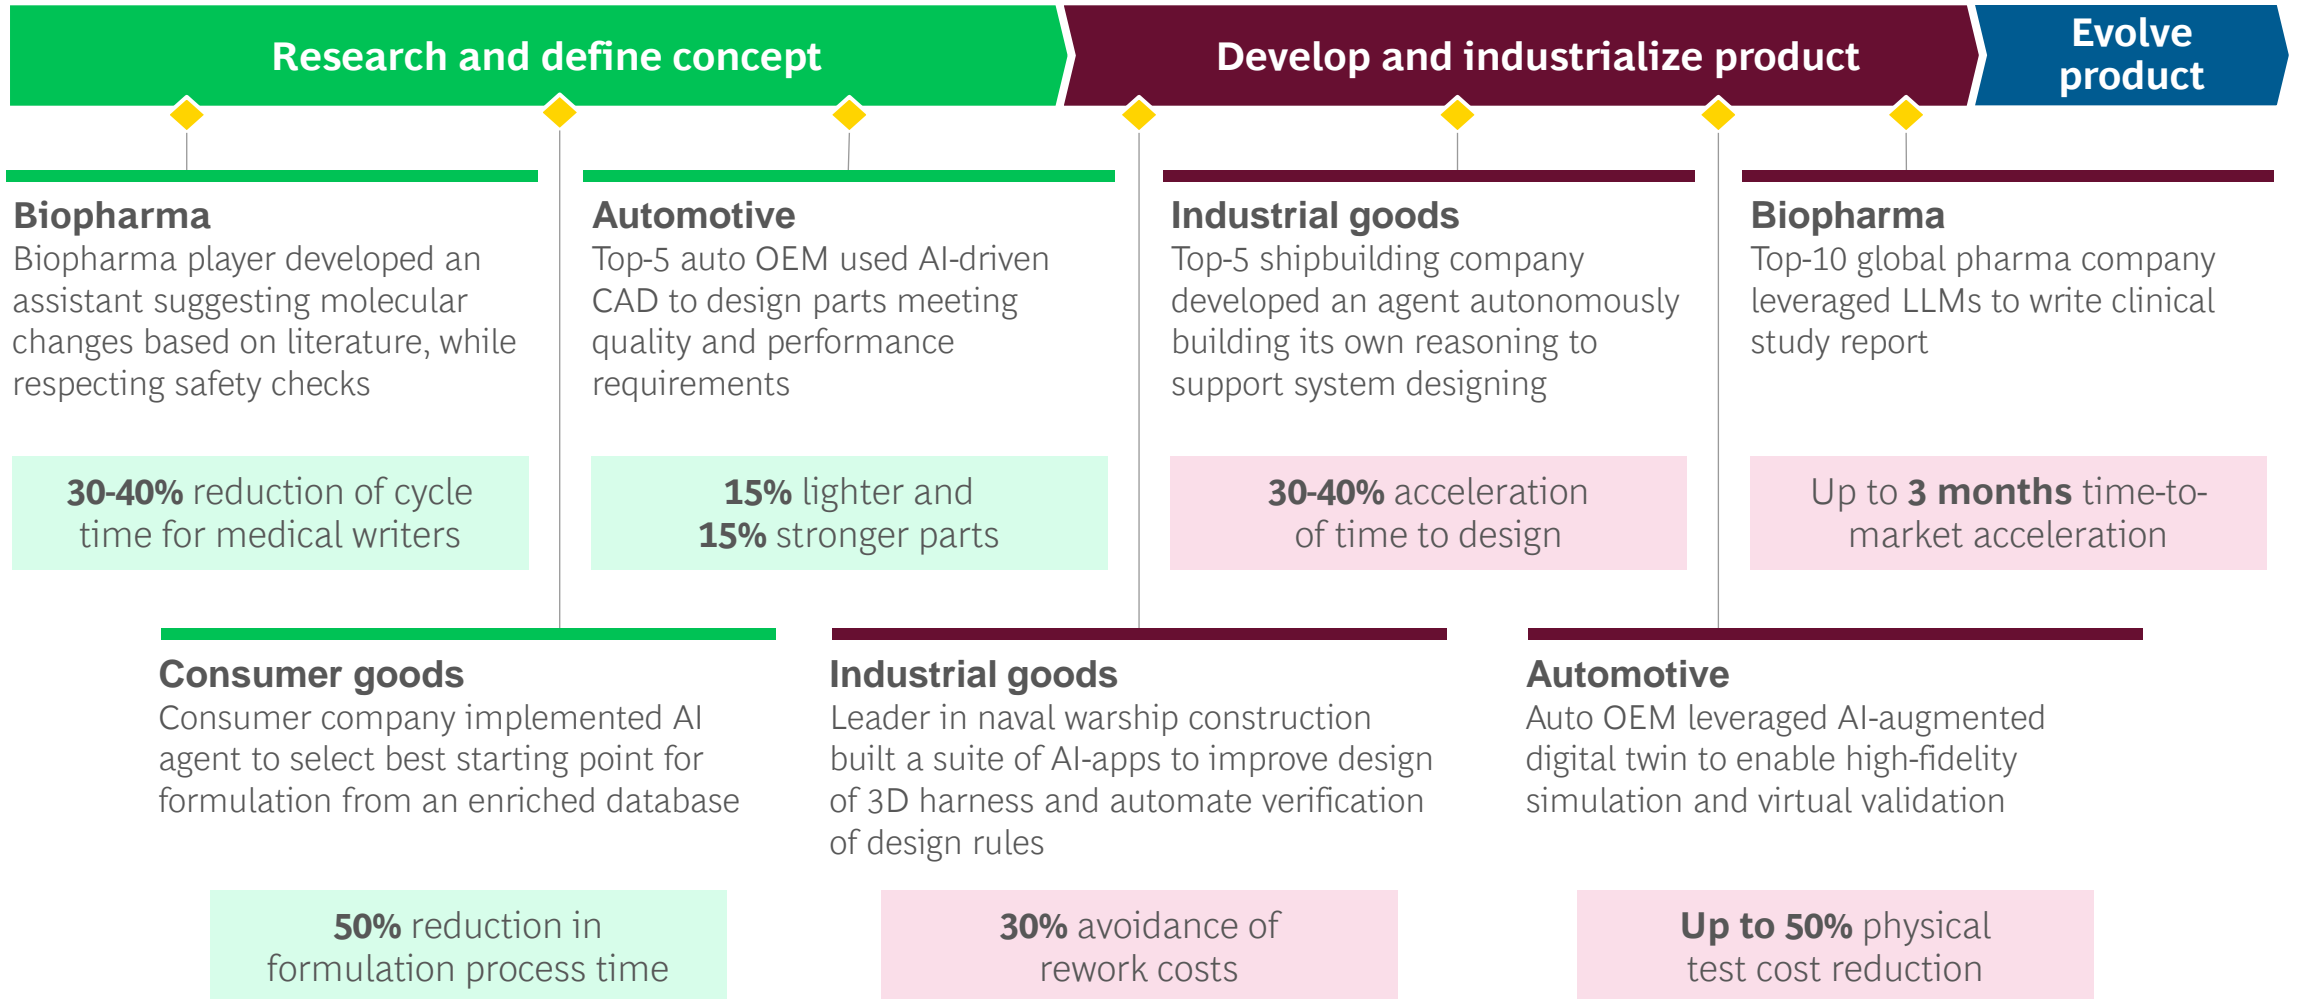 Research and define concept
Develop and industrialize product
Evolve
product
Biopharma
Biopharma player developed an
assistant suggesting molecular
changes based on literature, while
respecting safety checks
30-40% reduction of cycle
time for medical writers
Automotive
Top-5 auto OEM used AI-driven
CAD to design parts meeting
quality and performance
requirements
15% lighter and
15% stronger parts
Industrial goods
Top-5 shipbuilding company
developed an agent autonomously
building its own reasoning to
support system designing
30-40% acceleration
of time to design
Biopharma
Top-10 global pharma company
leveraged LLMs to write clinical
study report
Up to 3 months time-to-
market acceleration
Consumer goods
Consumer company implemented AI
agent to select best starting point for
formulation from an enriched database
50% reduction in
formulation process time
Industrial goods
Leader in naval warship construction
built a suite of AI-apps to improve design
of 3D harness and automate verification
of design rules
30% avoidance of
rework costs
Automotive
Auto OEM leveraged AI-augmented
digital twin to enable high-fidelity
simulation and virtual validation
Up to 50% physical
test cost reduction